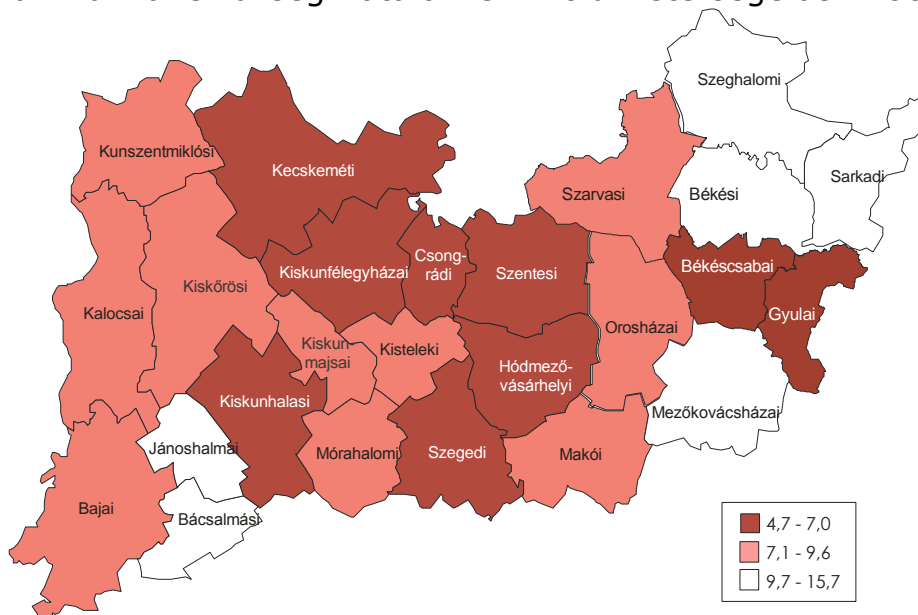 Szeghalomi
Kunszentmiklósi
Kecskeméti
Sarkadi
Szarvasi
Békési
Csong-
rádi
Kiskunfélegyházai
Szentesi
Békéscsabai
Kiskőrösi
Kalocsai
Gyulai
Orosházai
Kiskun-
majsai
Kisteleki
Hódmező-
vásárhelyi
Kiskunhalasi
Mezőkovácsházai
Jánoshalmai
Mórahalomi
Szegedi
Makói
Bajai
Bácsalmási
4,7 - 7,0
7,1 - 9,6
9,7 - 15,7